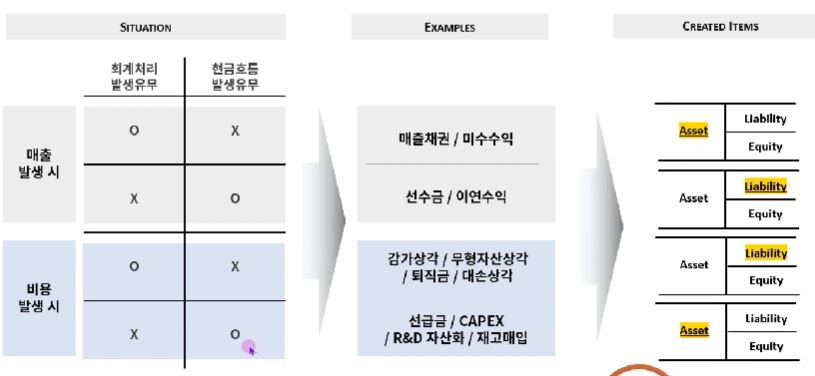 SITUATION
EXAMPLES
CREATED ITEMS
회계처리
발생유무
현금흐름
발생유무
매출
발생 시
O
X
매출채권 / 미수수익
Asset
Liability
Equity
X
O
선수금 / 이연수익
Asset
Liability
Equity
비용
발생 시
O
X
감가상각 / 무형자산상각
/ 퇴직금 / 대손상각
Asset
Liability
Equity
X
O
선급금 / CAPEX
/ R&D 자산화 / 재고매입
Asset
Liability
Equity